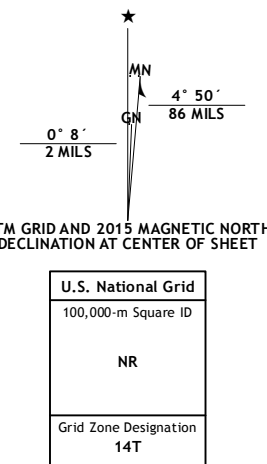 ★
MN
4° 50´
86 MILS
GN
0° 8´
2 MILS
TM GRID AND 2015 MAGNETIC NORTH
DECLINATION AT CENTER OF SHEET
U.S. National Grid
100,000-m Square ID
NR
Grid Zone Designation
14T